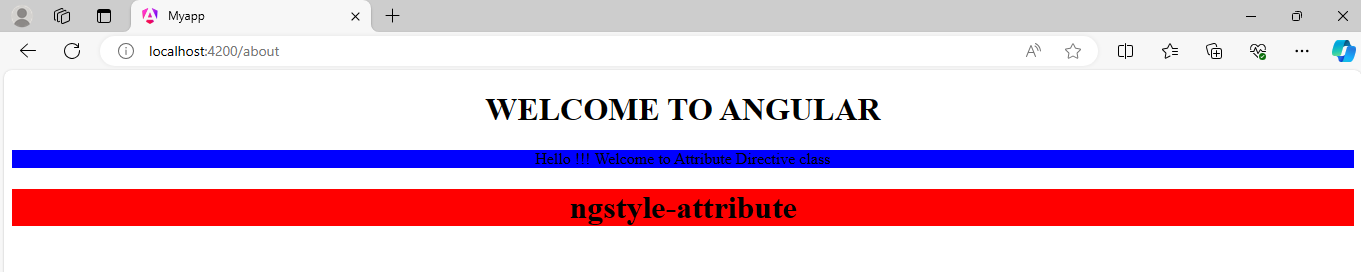 Myapp
localhost:4200/about
WELCOME TO ANGULAR
Hello !!! Welcome to Attribute Directive class
ngstyle-attribute